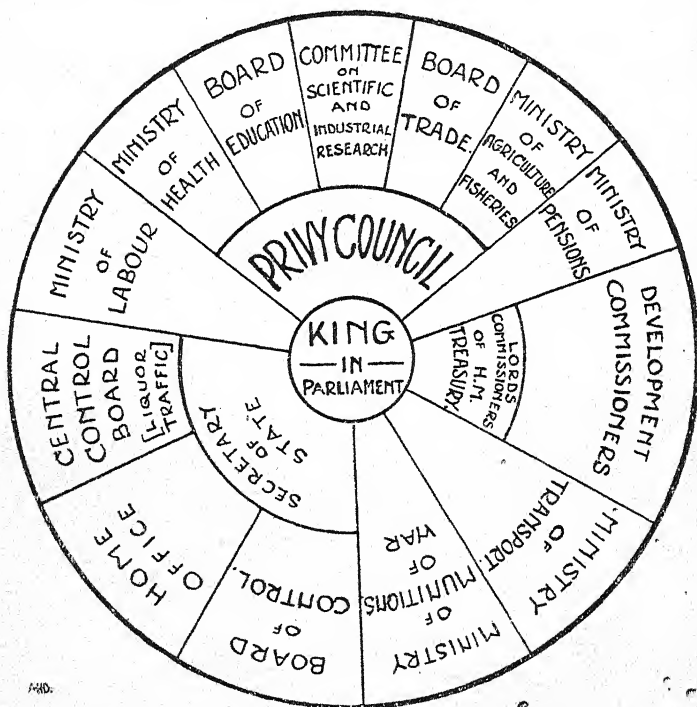 KING
IN
PARLIAMENT
PRIVY COUNCIL
LORDS
COMMISSIONERS
OF H.M.
TREASURY.
SECRETARY
OF
STATE
COMMITTEE
ON
SCIENTIFIC
AND
INDUSTRIAL
RESEARCH
BOARD
OF
TRADE.
MINISTRY
OF
AGRICULTURE
AND
FISHERIES
MINISTRY
OF
PENSIONS
DEVELOPMENT
COMMISSIONERS
MINISTRY
OF
TRANSPORT.
MINISTRY
OF
MUNITIONS
OF
WAR
BOARD
OF
CONTROL.
HOME
OFFICE
CENTRAL
CONTROL
BOARD
[LIQUOR
TRAFFIC]
MINISTRY
OF
LABOUR
MINISTRY
OF
HEALTH
BOARD
OF
EDUCATION